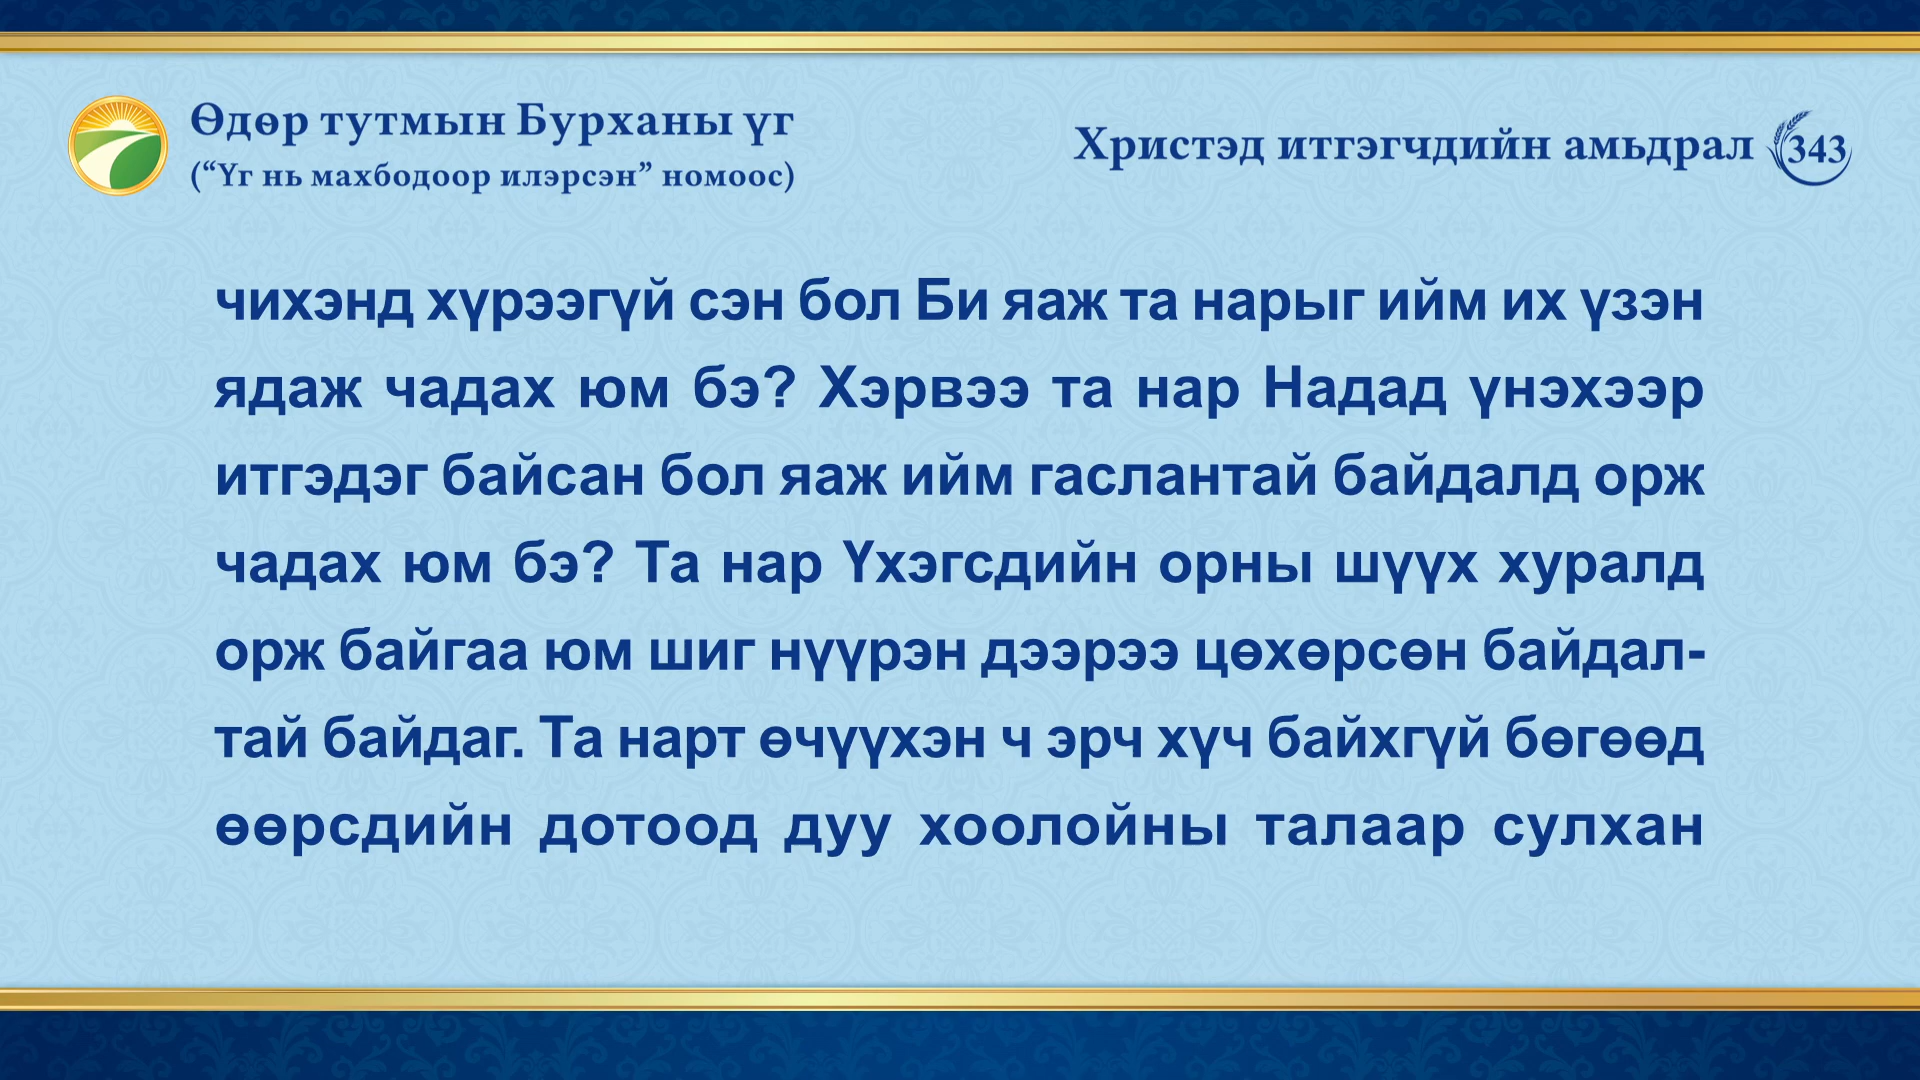 Өдөр тутмын Бурханы үг
(“Үг нь махбодоор илэрсэн” номоос)
Христэд итгэгчдийн амьдрал 343
чихэнд хүрээгүй сэн бол Би яаж та нарыг ийм их үзэн
ядаж чадах юм бэ? Хэрвээ та нар Надад үнэхээр
итгэдэг байсан бол яаж ийм гаслантай байдалд орж
чадах юм бэ? Та нар Үхэгсдийн орны шүүх хуралд
орж байгаа юм шиг нүүрэн дээрээ цөхөрсөн байдал-
тай байдаг. Та нарт өчүүхэн ч эрч хүч байхгүй бөгөөд
өөрсдийн дотоод дуу хоолойны талаар сулхан